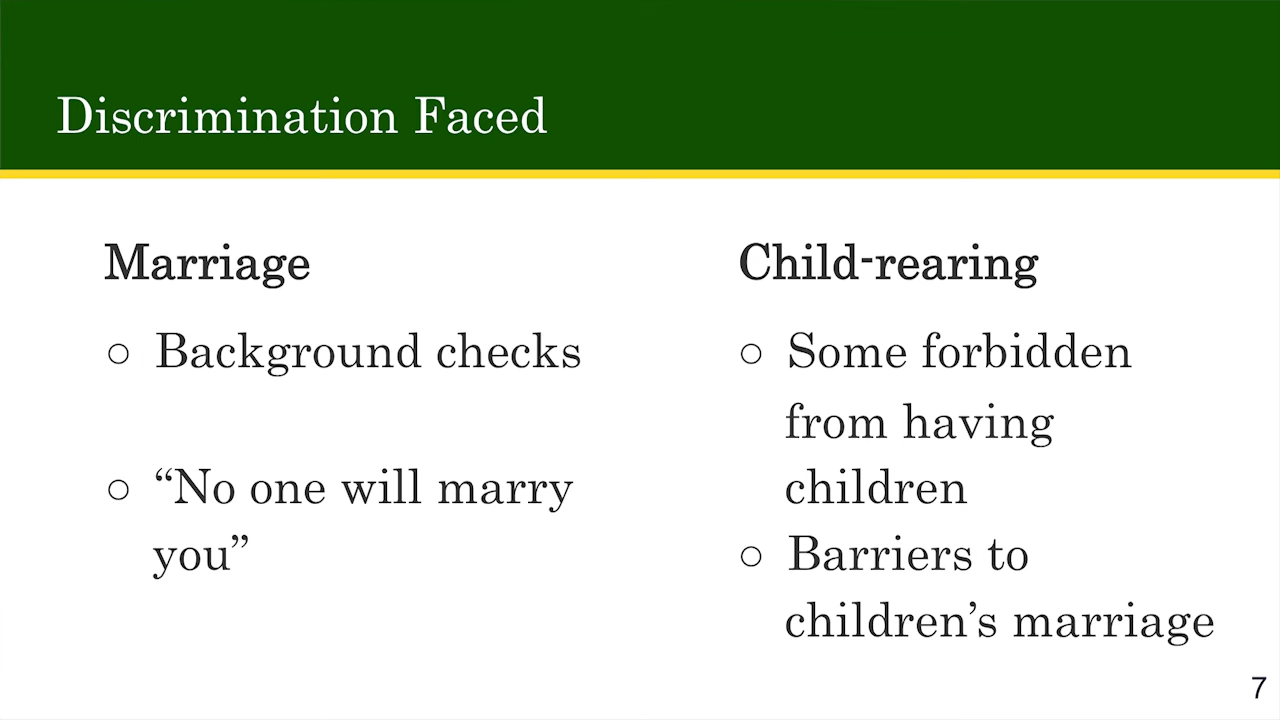 Discrimination Faced
Marriage
○ Background checks
○ “No one will marry
you”
Child-rearing
○ Some forbidden
from having
children
○ Barriers to
children’s marriage
7